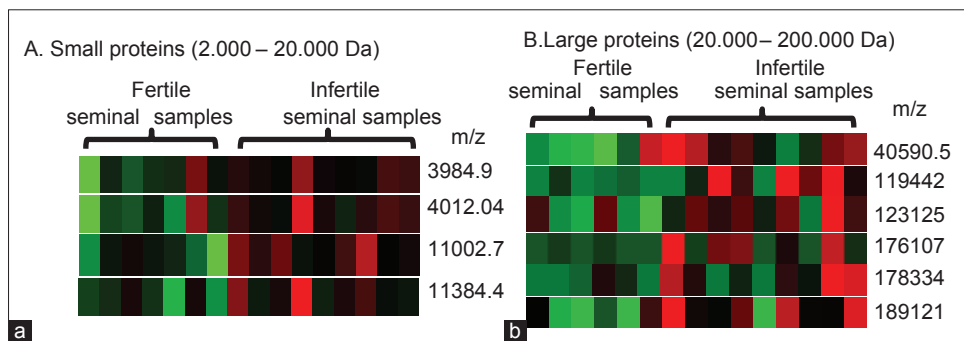 A. Small proteins (2.000 – 20.000 Da)
Fertile
seminal samples
Infertile
seminal samples
m/z
3984.9
4012.04
11002.7
11384.4
a
B.Large proteins (20.000– 200.000 Da)
Fertile
seminal samples
Infertile
seminal samples
m/z
40590.5
119442
123125
176107
178334
189121
b